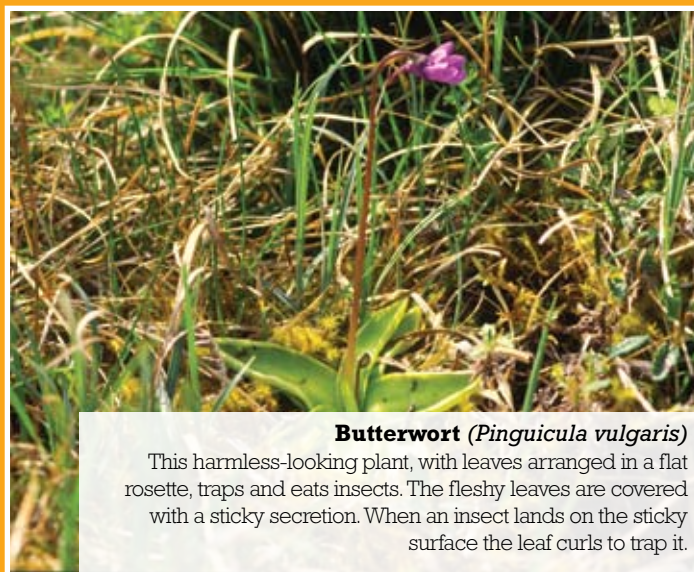 Butterwort (Pinguicula vulgaris)
This harmless-looking plant, with leaves arranged in a flat
rosette, traps and eats insects. The fleshy leaves are covered
with a sticky secretion. When an insect lands on the sticky
surface the leaf curls to trap it.